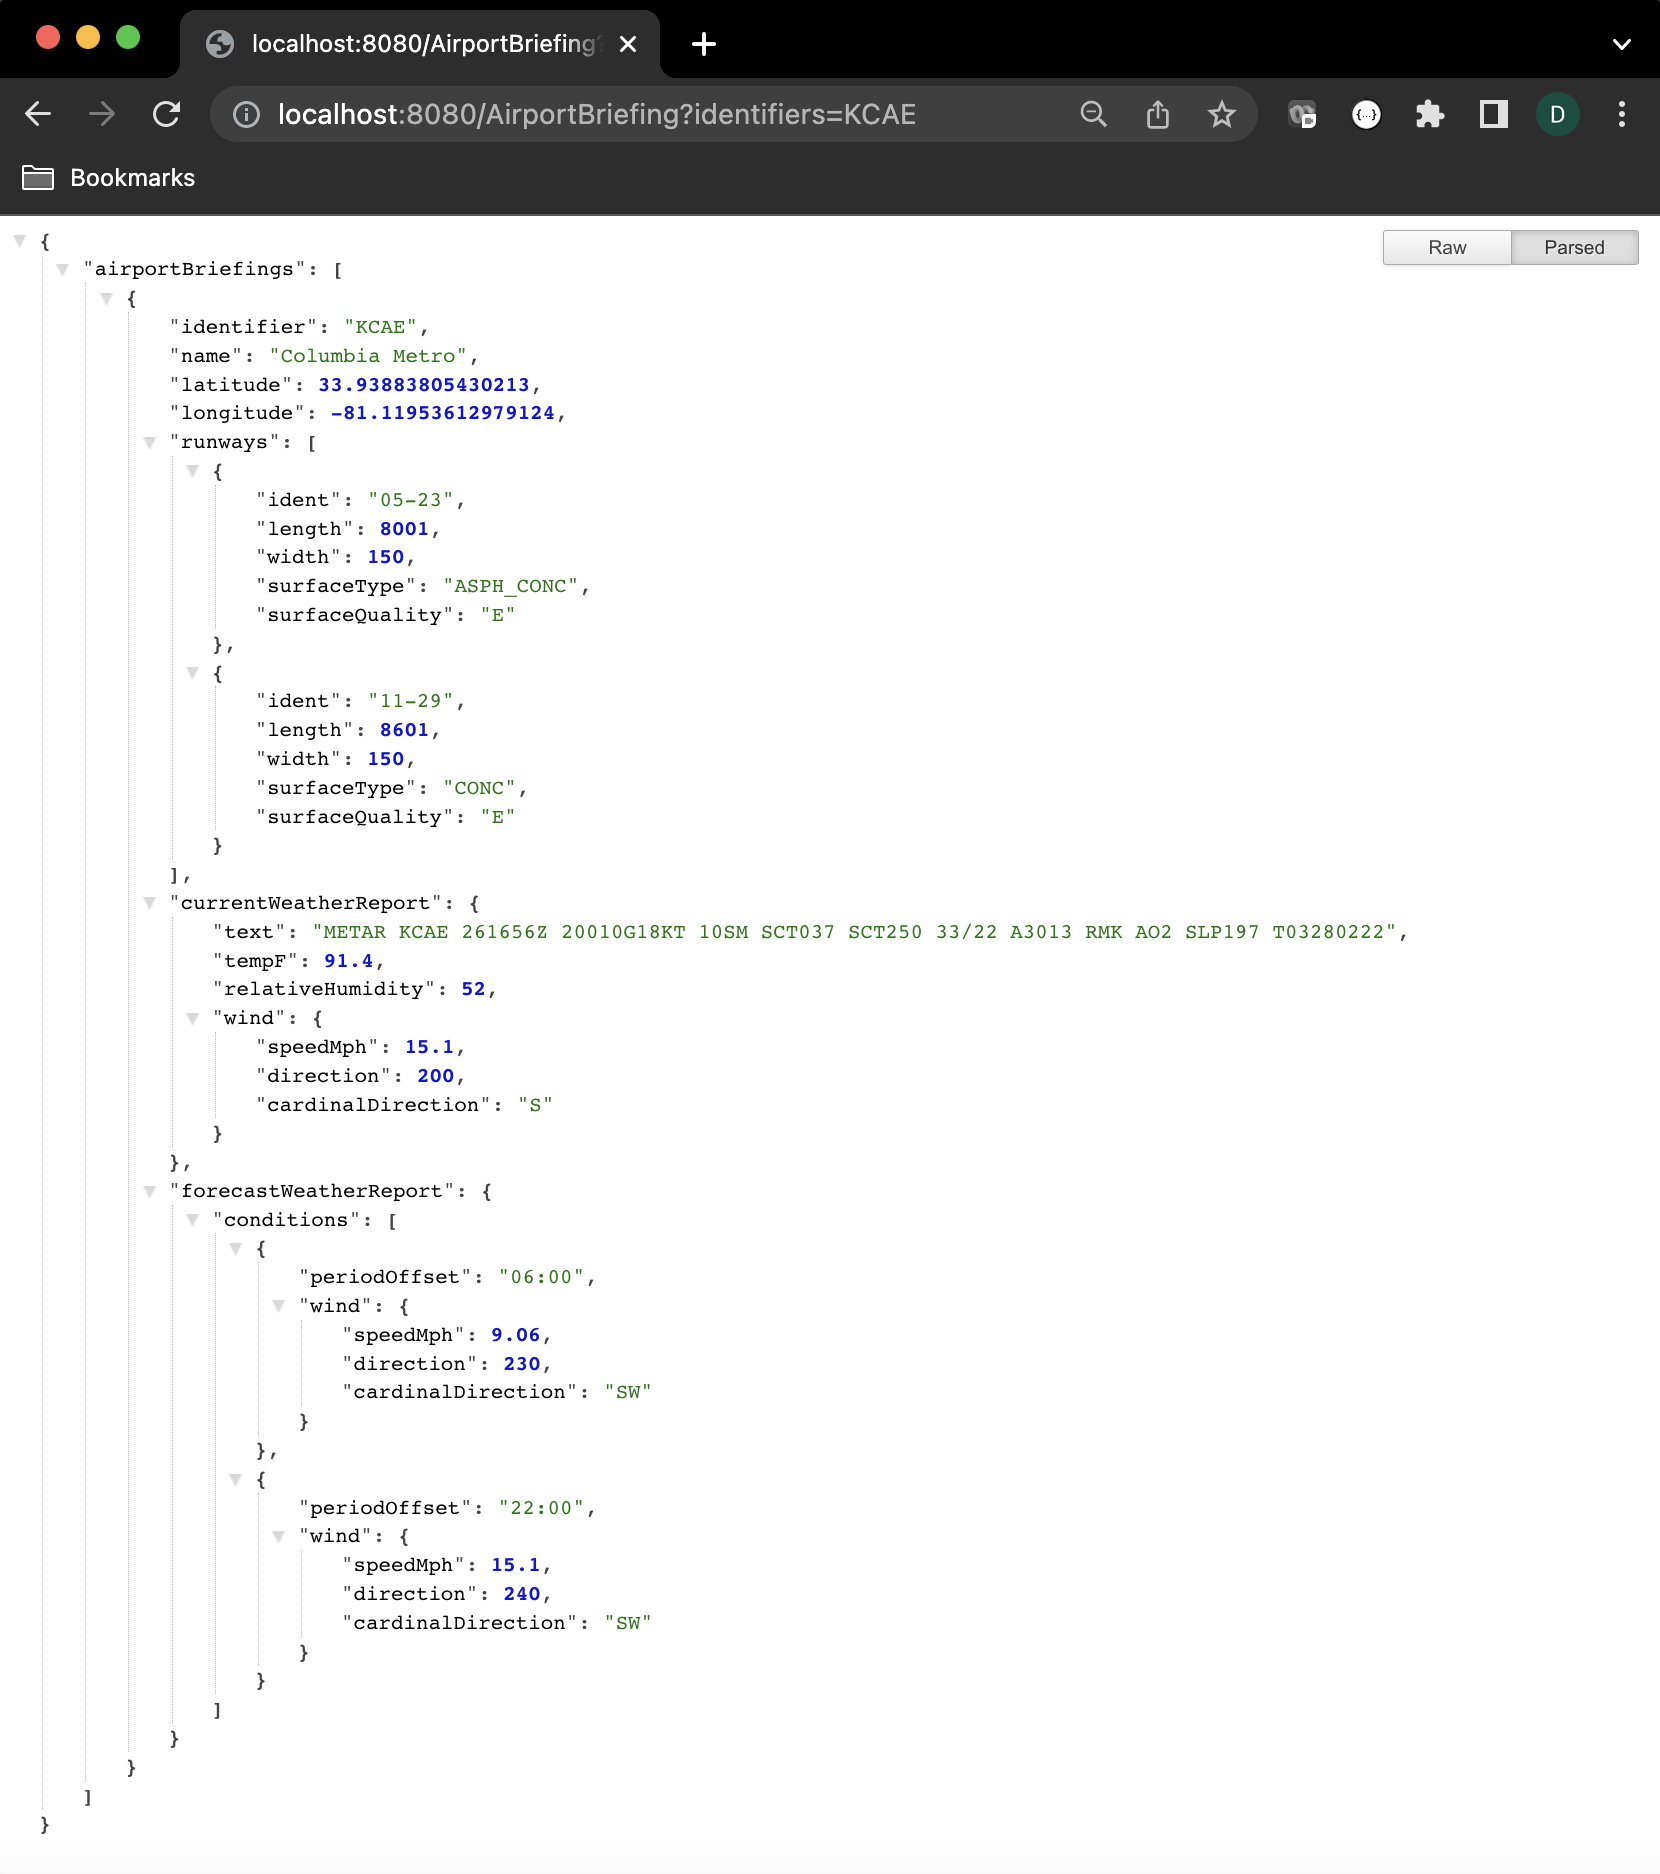 localhost:8080/AirportBriefing?
localhost:8080/AirportBriefing?identifiers=KCAE
D
Bookmarks
Raw Parsed
{
"airportBriefings": [
{
"identifier": "KCAE",
"name": "Columbia Metro",
"latitude": 33.93883805430213,
"longitude": -81.11953612979124,
"runways": [
{
"ident": "05-23",
"length": 8001,
"width": 150,
"surfaceType": "ASPH_CONC",
"surfaceQuality": "E"
},
{
"ident": "11-29",
"length": 8601,
"width": 150,
"surfaceType": "CONC",
"surfaceQuality": "E"
}
],
"currentWeatherReport": {
"text": "METAR KCAE 261656Z 20010G18KT 10SM SCT037 SCT250 33/22 A3013 RMK AO2 SLP197 T03280222",
"tempF": 91.4,
"relativeHumidity": 52,
"wind": {
"speedMph": 15.1,
"direction": 200,
"cardinalDirection": "S"
}
},
"forecastWeatherReport": {
"conditions": [
{
"periodOffset": "06:00",
"wind": {
"speedMph": 9.06,
"direction": 230,
"cardinalDirection": "SW"
}
},
{
"periodOffset": "22:00",
"wind": {
"speedMph": 15.1,
"direction": 240,
"cardinalDirection": "SW"
}
}
]
}
}
]
}